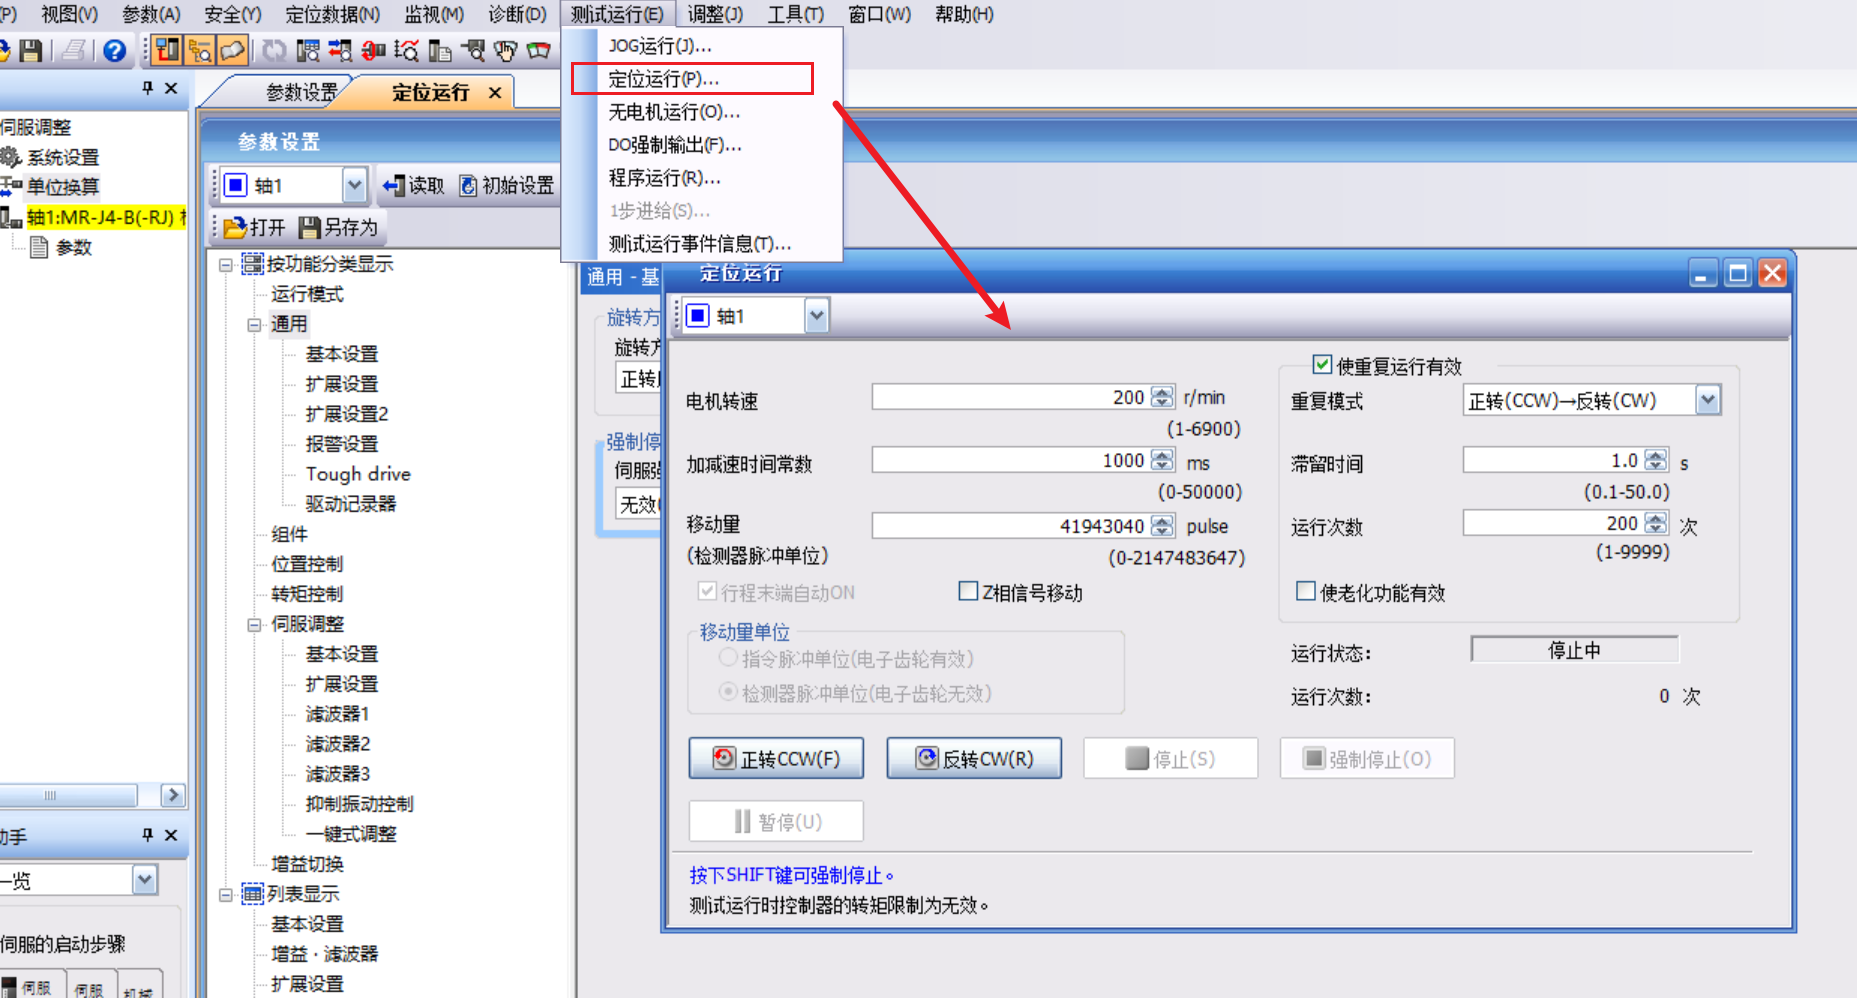 (P) 视图(V) 参数(A) 安全(Y) 定位数据(N) 监视(M) 诊断(D) 测试运行(E) 调整(J) 工具(T) 窗口(W) 帮助(H)
JOG运行(J)...
定位运行(P)...
无电机运行(O)...
DO强制输出(F)...
程序运行(R)...
1步进给(S)...
测试运行事件信息(T)...
伺服调整
系统设置
单位换算
轴1:MR-J4-B(-RJ)
参数
参数设置 定位运行
参数设置
轴1 读取 初始设置
打开 另存为
按功能分类显示
运行模式
通用
基本设置
扩展设置
扩展设置2
报警设置
Tough drive
驱动记录器
组件
位置控制
转矩控制
伺服调整
基本设置
扩展设置
滤波器1
滤波器2
滤波器3
抑制振动控制
一键式调整
增益切换
列表显示
基本设置
增益·滤波器
扩展设置
动手
一览
伺服的启动步骤
伺服 伺服 机械
通用 - 基
旋转方
旋转方
正转
强制停
伺服强
无效
定位运行
轴1
电机转速 200 r/min
(1-6900)
加减速时间常数 1000 ms
(0-50000)
移动量 41943040 pulse
(检测器脉冲单位) (0-2147483647)
行程末端自动ON Z相信号移动
移动量单位
指令脉冲单位(电子齿轮有效)
检测器脉冲单位(电子齿轮无效)
使重复运行有效
重复模式 正转(CCW)→反转(CW)
滞留时间 1.0 s
(0.1-50.0)
运行次数 200 次
(1-9999)
使老化功能有效
运行状态: 停止中
运行次数: 0 次
正转CCW(F) 反转CW(R) 停止(S) 强制停止(O)
暂停(U)
按下SHIFT键可强制停止。
测试运行时控制器的转矩限制为无效。